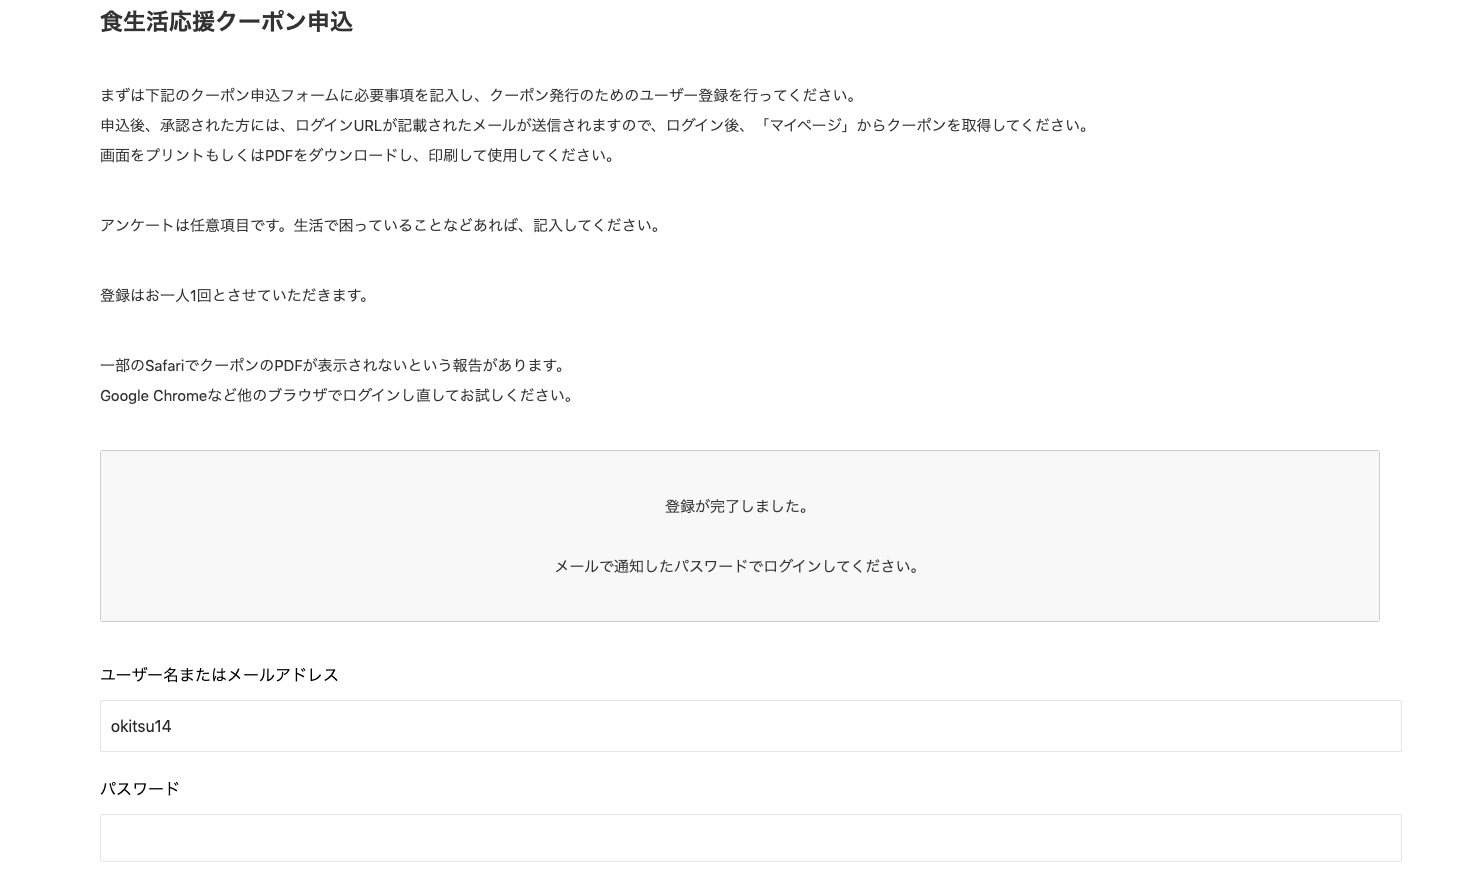 食生活応援クーポン申込
まずは下記のクーポン申込フォームに必要事項を記入し、クーポン発行のためのユーザー登録を行ってください。
申込後、承認された方には、ログインURLが記載されたメールが送信されますので、ログイン後、「マイページ」からクーポンを取得してください。
画面をプリントもしくはPDFをダウンロードし、印刷して使用してください。
アンケートは任意項目です。生活で困っていることなどあれば、記入してください。
登録はお一人1回とさせていただきます。
一部のSafariでクーポンのPDFが表示されないという報告があります。
Google Chromeなど他のブラウザでログインし直してお試しください。
登録が完了しました。
メールで通知したパスワードでログインしてください。
ユーザー名またはメールアドレス
okitsu14
パスワード